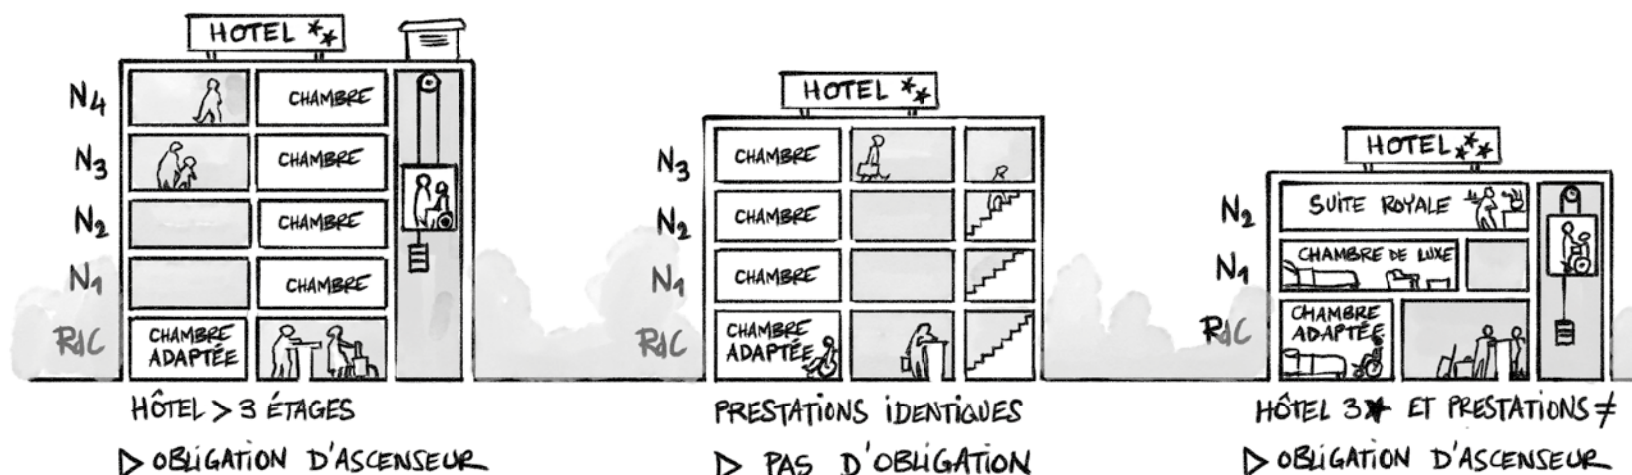 HOTEL **
N4
CHAMBRE
N3
CHAMBRE
N2
CHAMBRE
N1
CHAMBRE
RdC
CHAMBRE
ADAPTÉE
HÔTEL > 3 ÉTAGES
▷ OBLIGATION D'ASCENSEUR
HOTEL **
N3
CHAMBRE
N2
CHAMBRE
N1
CHAMBRE
RdC
CHAMBRE
ADAPTÉE
PRESTATIONS IDENTIQUES
▷ PAS D'OBLIGATION
HOTEL ***
N2
SUITE ROYALE
N1
CHAMBRE DE LUXE
RdC
CHAMBRE
ADAPTÉE
HÔTEL 3* ET PRESTATIONS ≠
▷ OBLIGATION D'ASCENSEUR